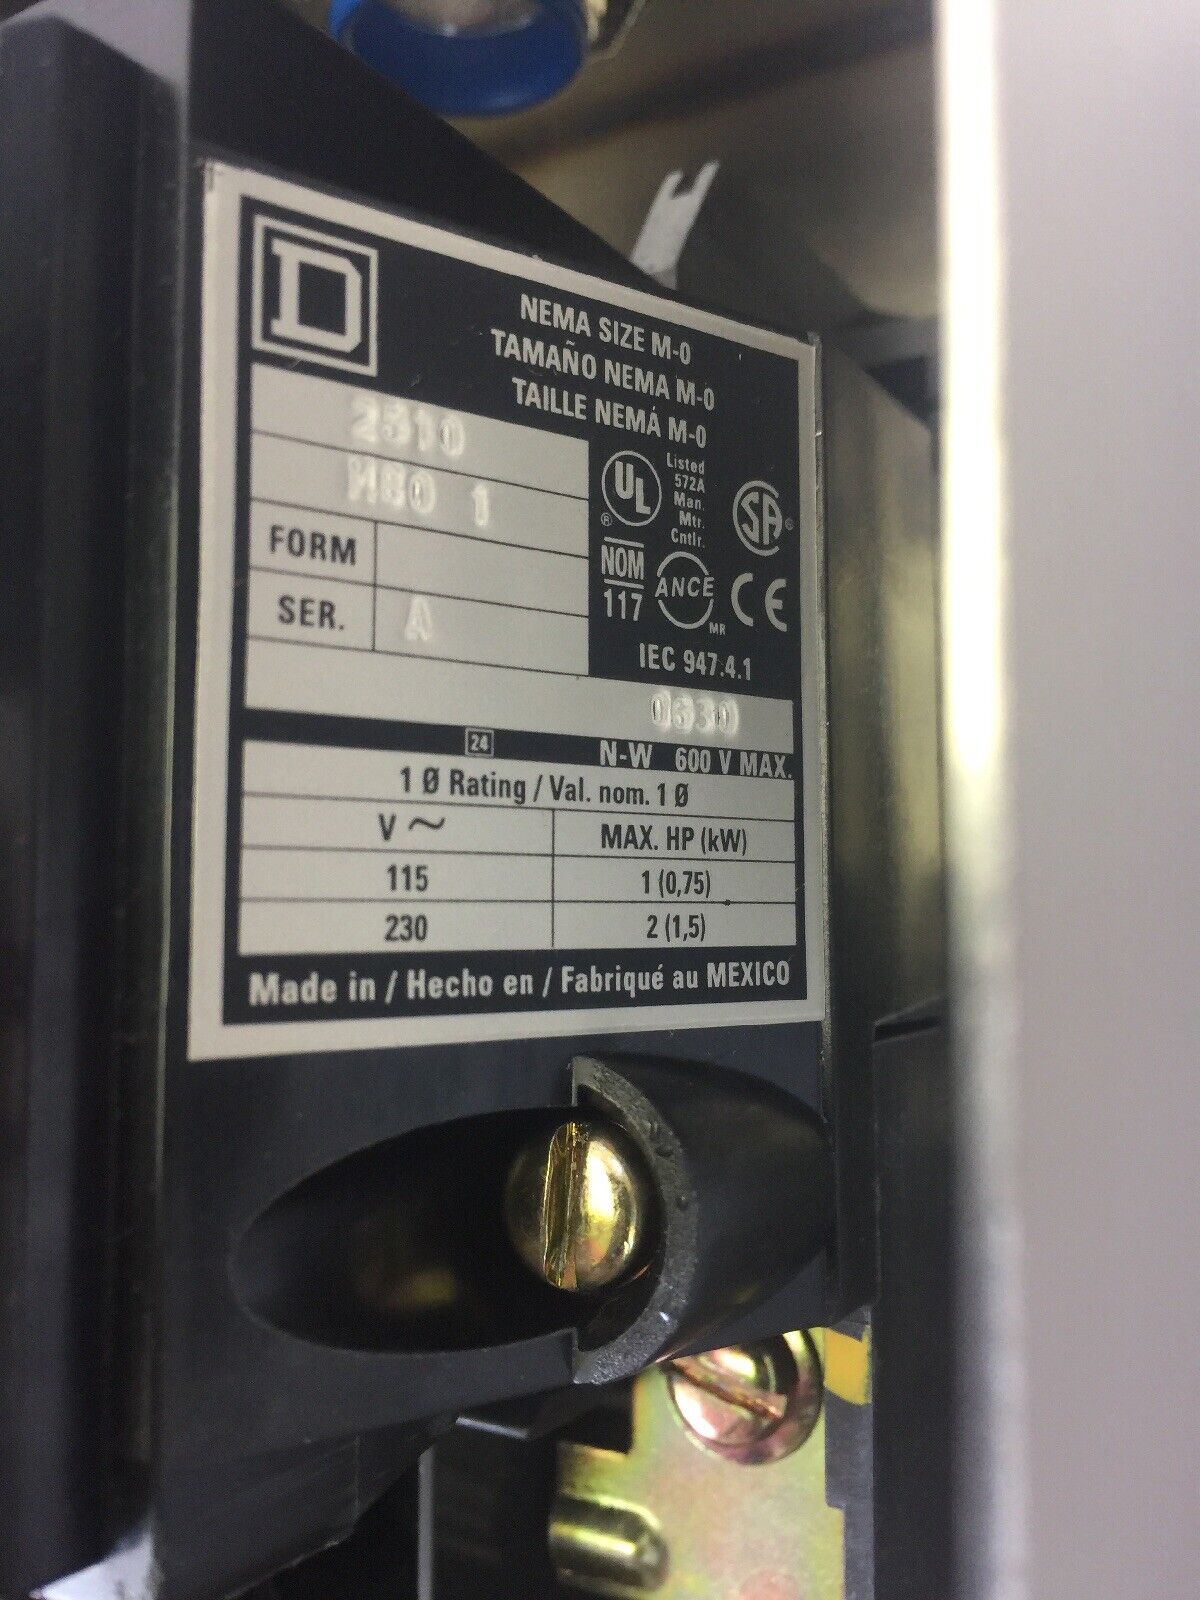 D
NEMA SIZE M-0
TAMAÑO NEMA M-0
TAILLE NEMÁ M-0
2510
1
FORM
SER. A
UL ®
Listed
572A
Man.
Mtr.
Cntlr.
SA ®
NOM
117
ANCE
MR
CE
IEC 947.4.1
0630
24 N-W 600 V MAX.
1 Ø Rating / Val. nom. 1 Ø
V ~ MAX. HP (kW)
115 1 (0,75)
230 2 (1,5)
Made in / Hecho en / Fabriqué au MEXICO